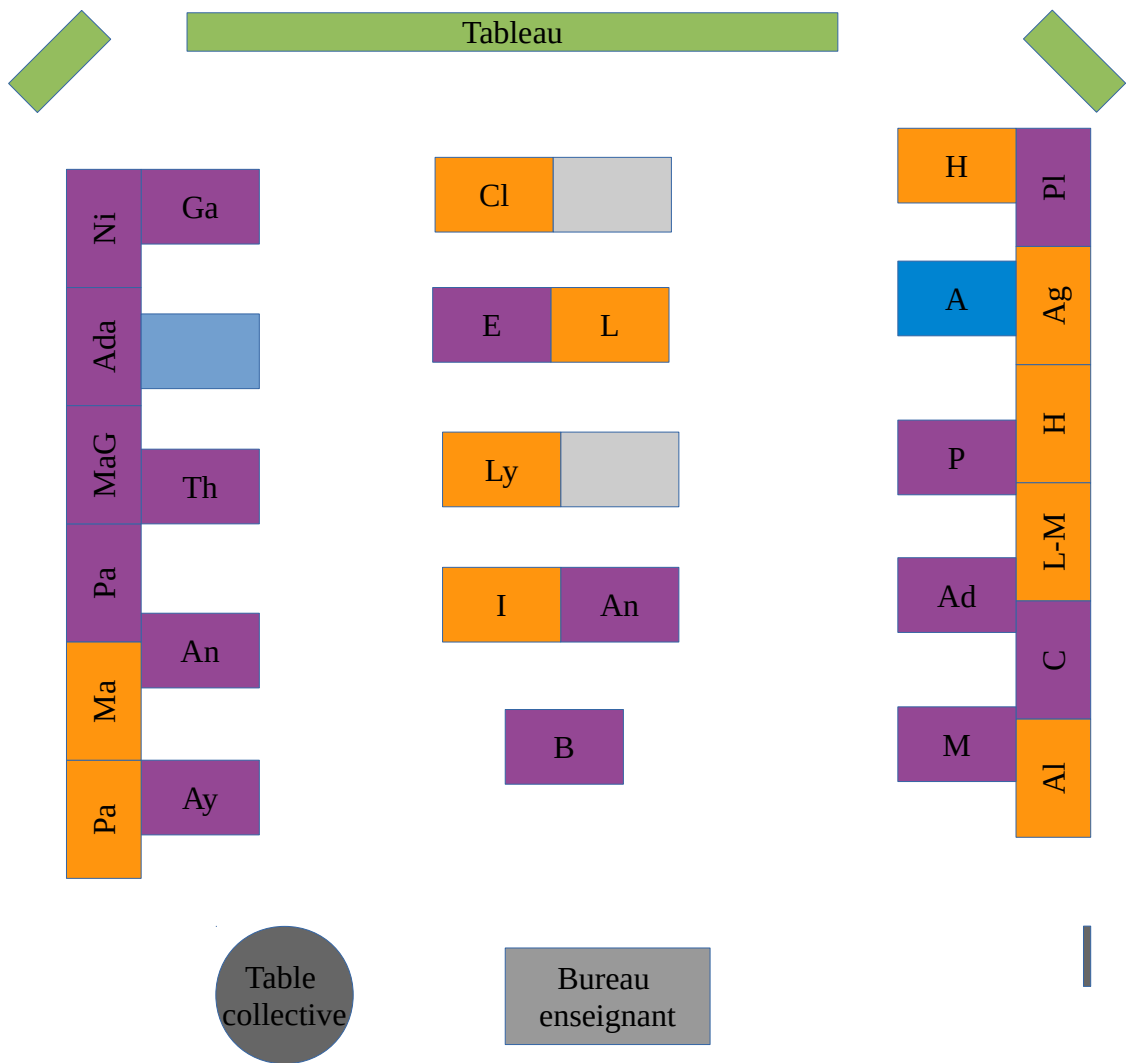 Tableau
Ni
Ga
Ada
MaG
Th
Pa
An
Ma
Pa
Ay
Cl
E
L
Ly
I
An
B
H
Pl
A
Ag
P
H
L-M
Ad
C
M
Al
Table
collective
Bureau
enseignant